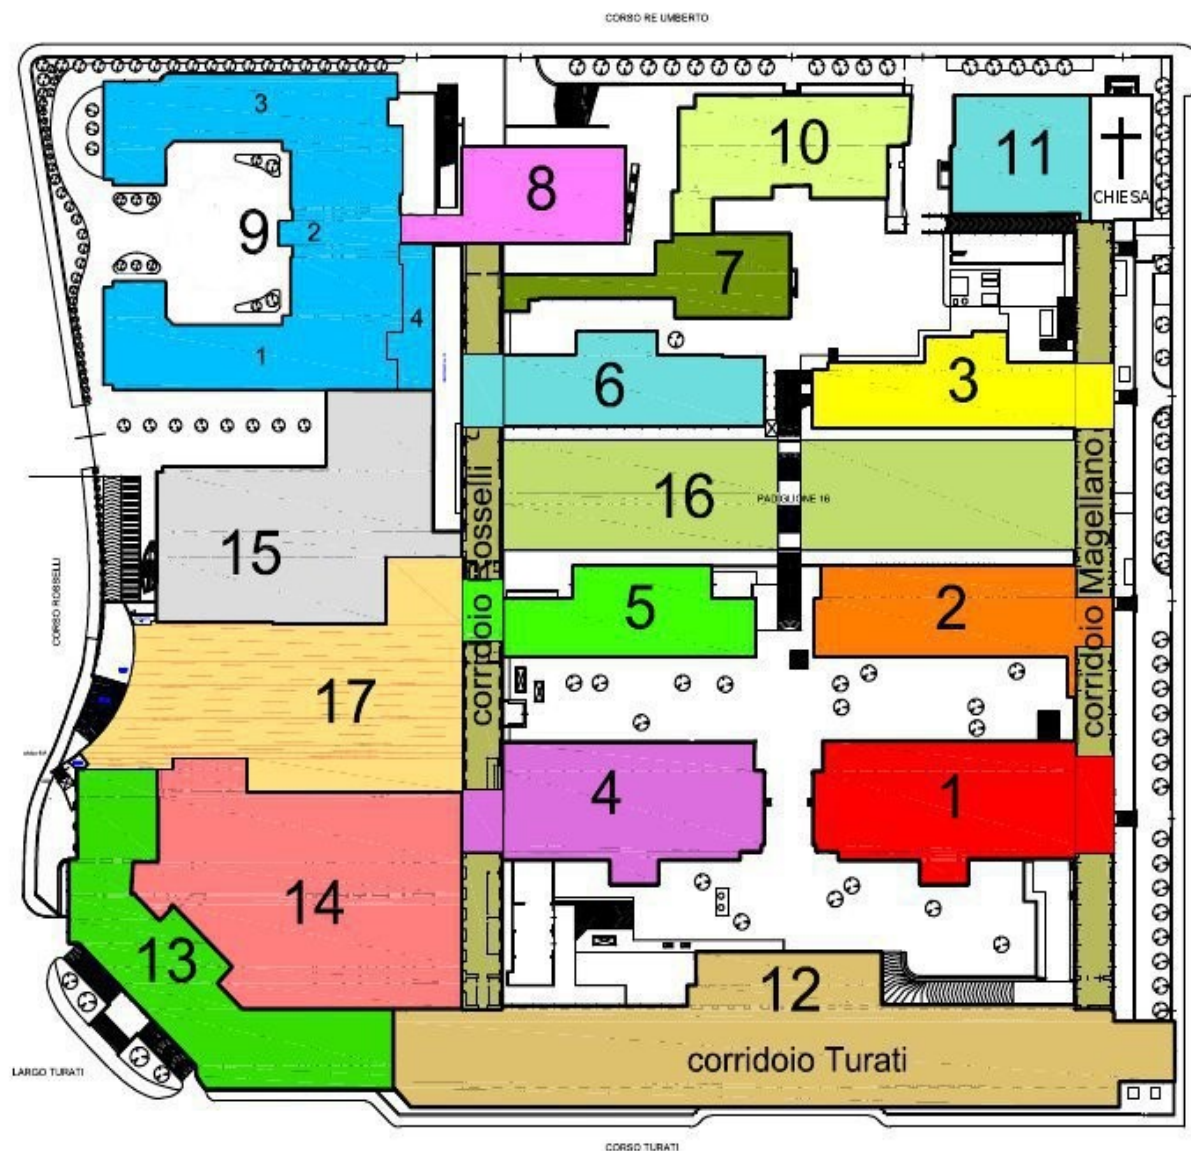 CORSO RE UMBERTO
3
10
11
8
CHIESA
9
2
7
4
1
6
3
corridoio Rosselli
16
PADIGLIONE 16
corridoio Magellano
15
5
2
CORSO ROSSELLI
17
4
1
14
13
12
corridoio Turati
LARGO TURATI
CORSO TURATI